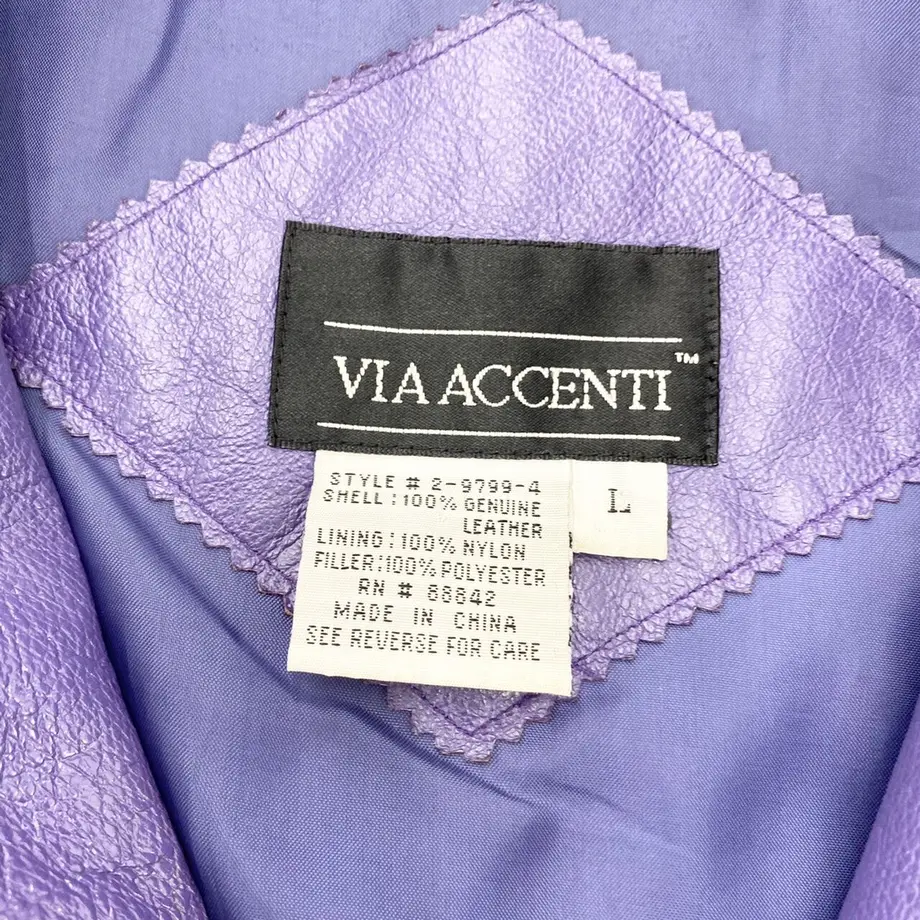 VIA ACCENTI™
STYLE # 2-9799-4
SHELL:100% GENUINE
LEATHER
LINING:100% NYLON
FILLER:100% POLYESTER
RN # 88842
MADE IN CHINA
SEE REVERSE FOR CARE
L